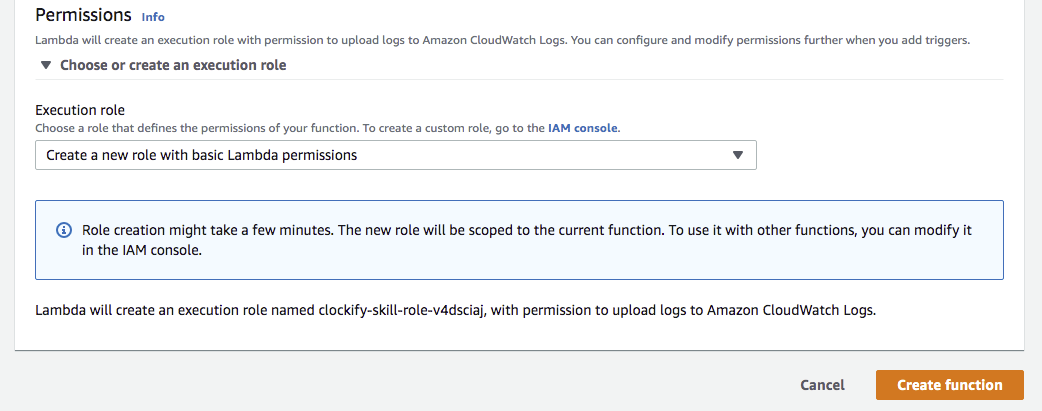 Permissions Info
Lambda will create an execution role with permission to upload logs to Amazon CloudWatch Logs. You can configure and modify permissions further when you add triggers.
▼ Choose or create an execution role
Execution role
Choose a role that defines the permissions of your function. To create a custom role, go to the IAM console.
Create a new role with basic Lambda permissions
Role creation might take a few minutes. The new role will be scoped to the current function. To use it with other functions, you can modify it
in the IAM console.
Lambda will create an execution role named clockify-skill-role-v4dsciaj, with permission to upload logs to Amazon CloudWatch Logs.
Cancel Create function